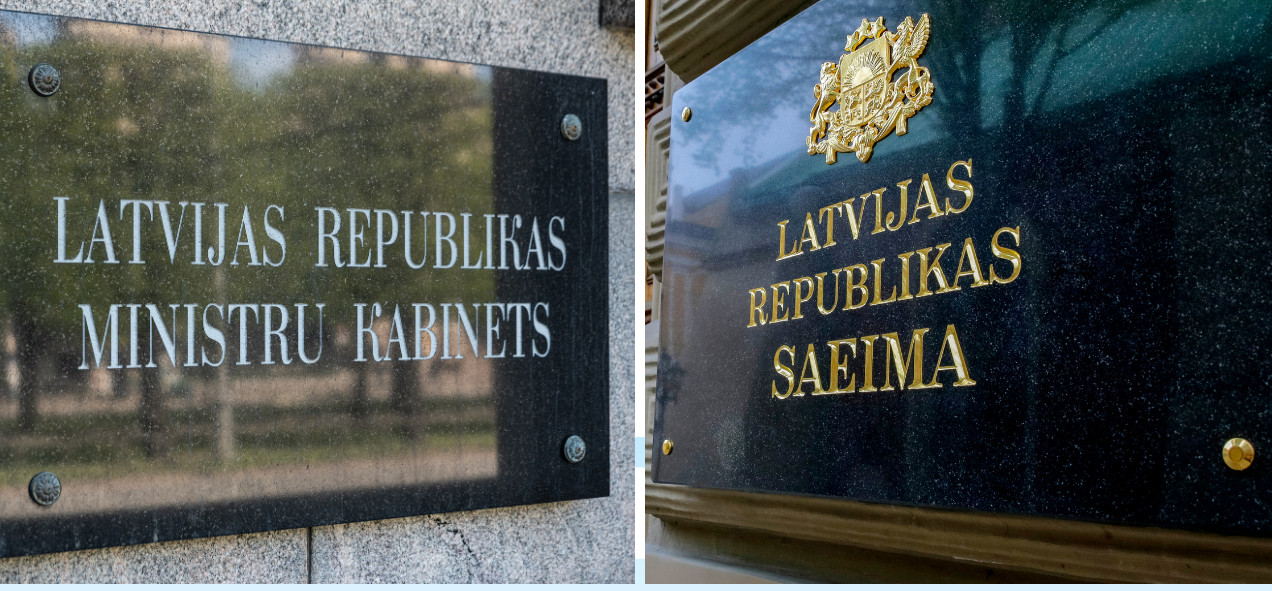 LATVIJAS REPUBLIKAS
MINISTRU KABINETS
LATVIJAS
REPUBLIKAS
SAEIMA